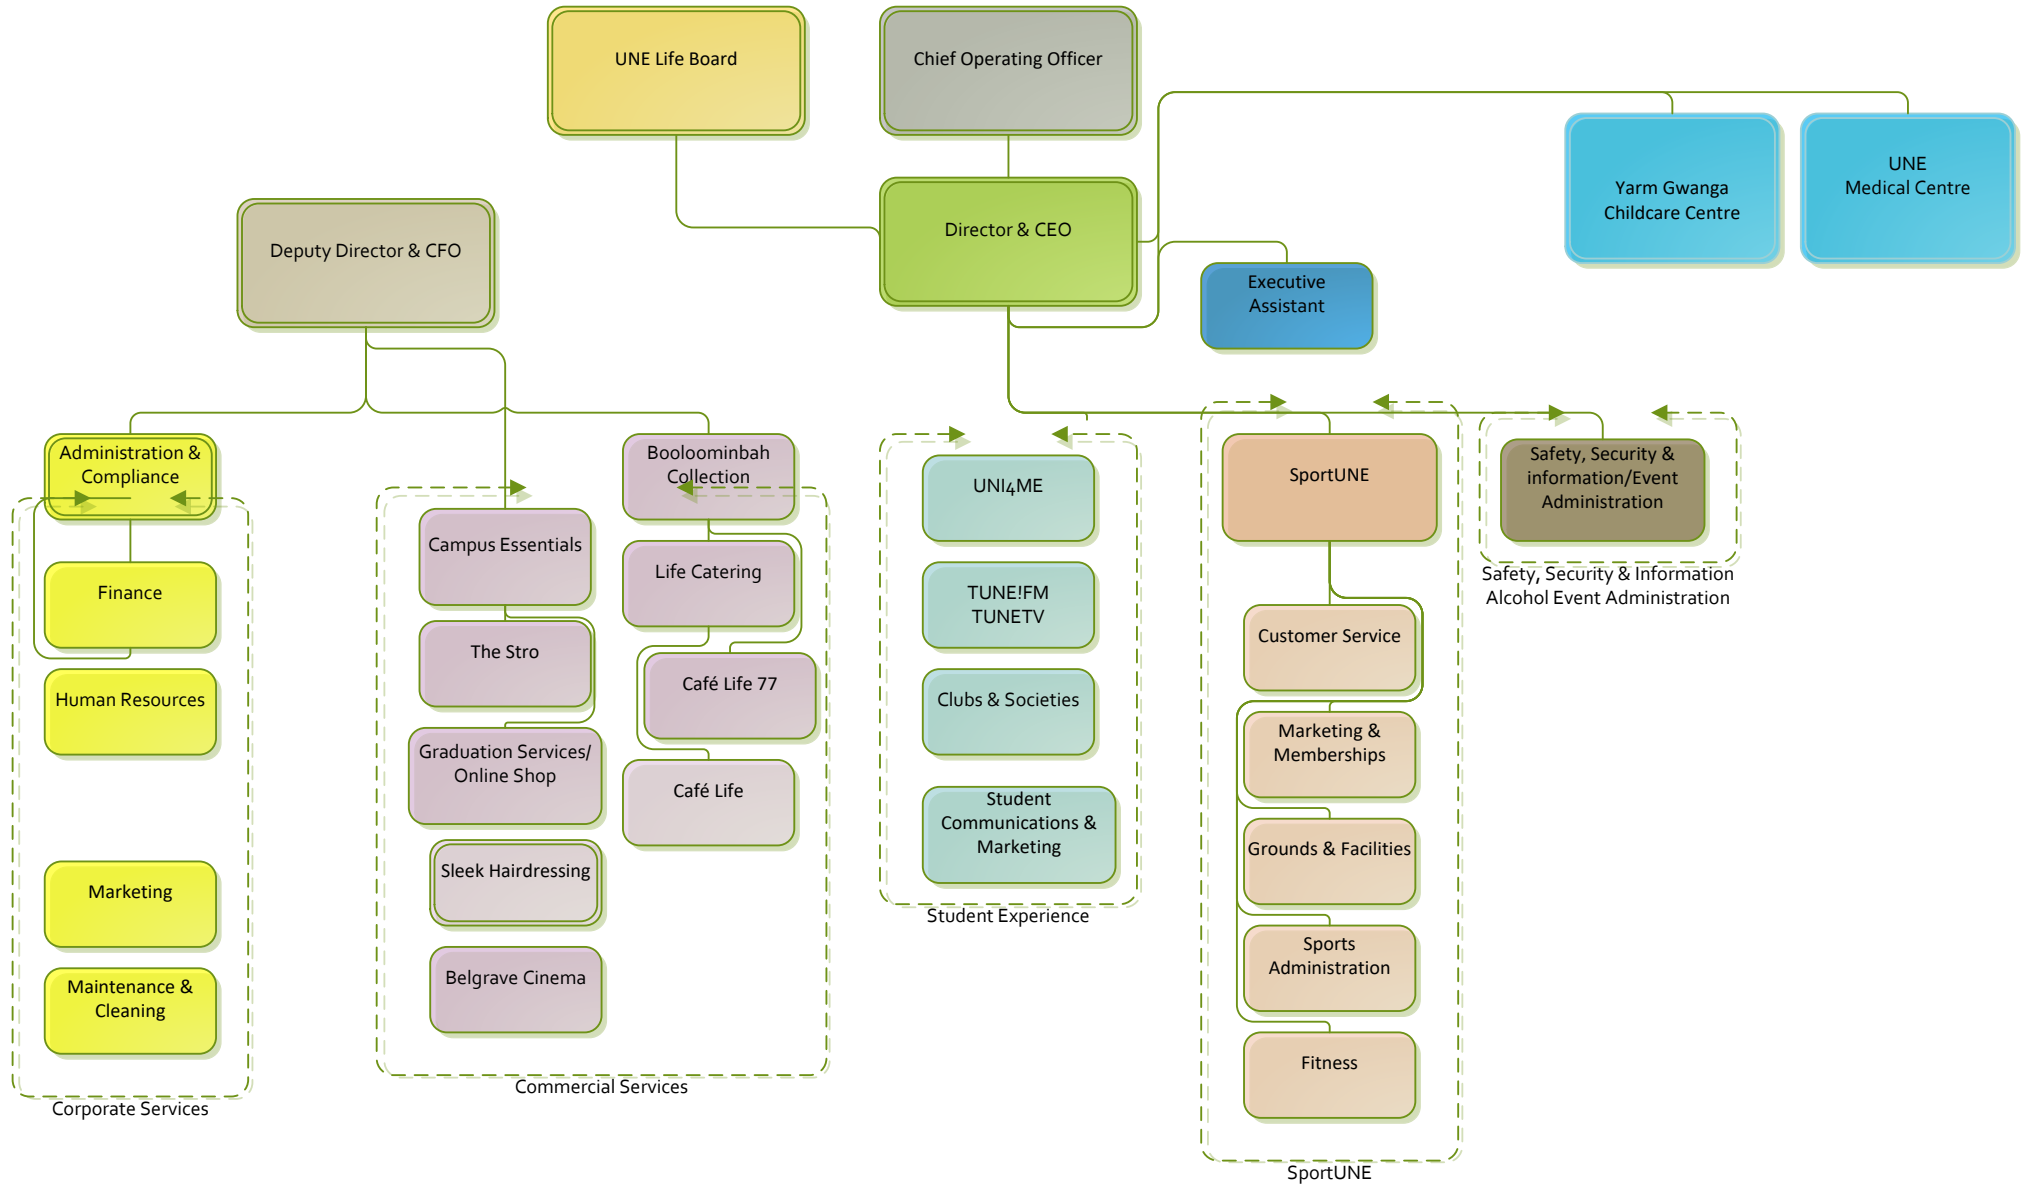 UNE Life Board
Chief Operating Officer
UNE
Medical Centre
Yarm Gwanga
Childcare Centre
Director & CEO
Deputy Director & CFO
Executive
Assistant
Administration &
Compliance
Finance
Human Resources
Marketing
Maintenance &
Cleaning
Corporate Services
Campus Essentials
The Stro
Graduation Services/
Online Shop
Sleek Hairdressing
Belgrave Cinema
Booloominbah
Collection
Life Catering
Café Life 77
Café Life
Commercial Services
UNI4ME
TUNE!FM
TUNETV
Clubs & Societies
Student
Communications &
Marketing
Student Experience
SportUNE
Customer Service
Marketing &
Memberships
Grounds & Facilities
Sports
Administration
Fitness
SportUNE
Safety, Security &
information/Event
Administration
Safety, Security & Information
Alcohol Event Administration